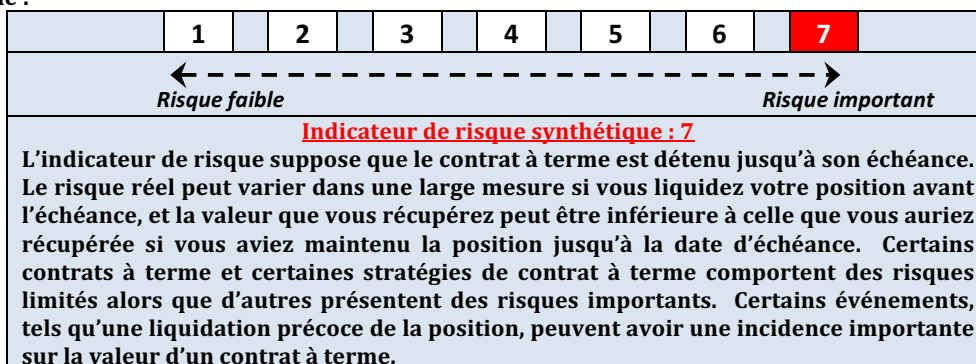 1 2 3 4 5 6 7
Risque faible Risque important
Indicateur de risque synthétique : 7
L’indicateur de risque suppose que le contrat à terme est détenu jusqu’à son échéance.
Le risque réel peut varier dans une large mesure si vous liquidez votre position avant
l’échéance, et la valeur que vous récupérez peut être inférieure à celle que vous auriez
récupérée si vous aviez maintenu la position jusqu’à la date d’échéance. Certains
contrats à terme et certaines stratégies de contrat à terme comportent des risques
limités alors que d’autres présentent des risques importants. Certains événements,
tels qu’une liquidation précoce de la position, peuvent avoir une incidence importante
sur la valeur d’un contrat à terme.